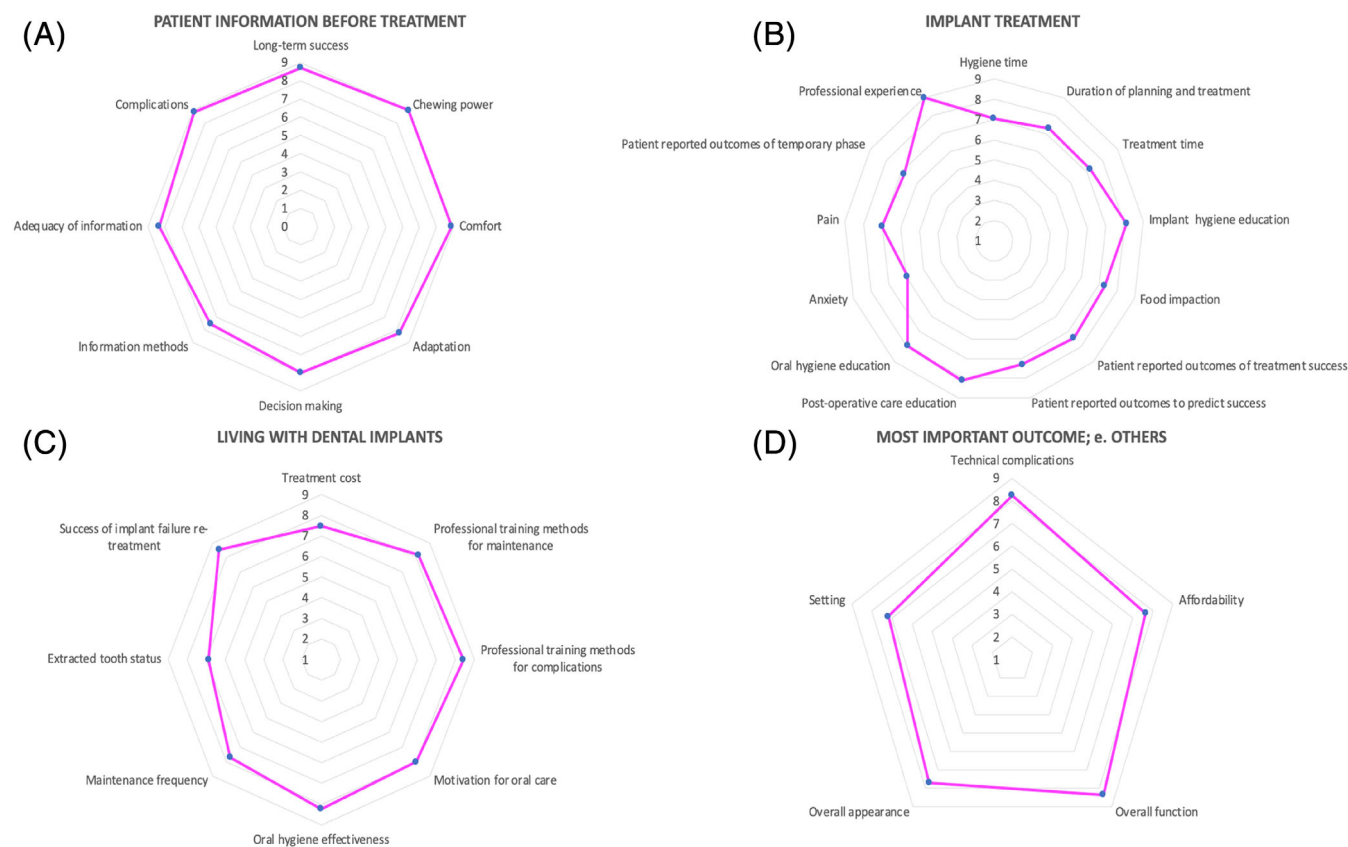 (A)
PATIENT INFORMATION BEFORE TREATMENT
Long-term success
9
8
7
6
5
4
3
2
1
0
Complications
Chewing power
Adequacy of information
Comfort
Information methods
Adaptation
Decision making
(B)
IMPLANT TREATMENT
Hygiene time
9
8
7
6
5
4
3
2
1
Professional experience
Duration of planning and treatment
Patient reported outcomes of temporary phase
Treatment time
Pain
Implant hygiene education
Anxiety
Food impaction
Oral hygiene education
Patient reported outcomes of treatment success
Post-operative care education
Patient reported outcomes to predict success
(C)
LIVING WITH DENTAL IMPLANTS
Treatment cost
9
8
7
6
5
4
3
2
1
Success of implant failure re-
treatment
Professional training methods
for maintenance
Extracted tooth status
Professional training methods
for complications
Maintenance frequency
Motivation for oral care
Oral hygiene effectiveness
(D)
MOST IMPORTANT OUTCOME; e. OTHERS
Technical complications
9
8
7
6
5
4
3
2
1
Setting
Affordability
Overall appearance
Overall function